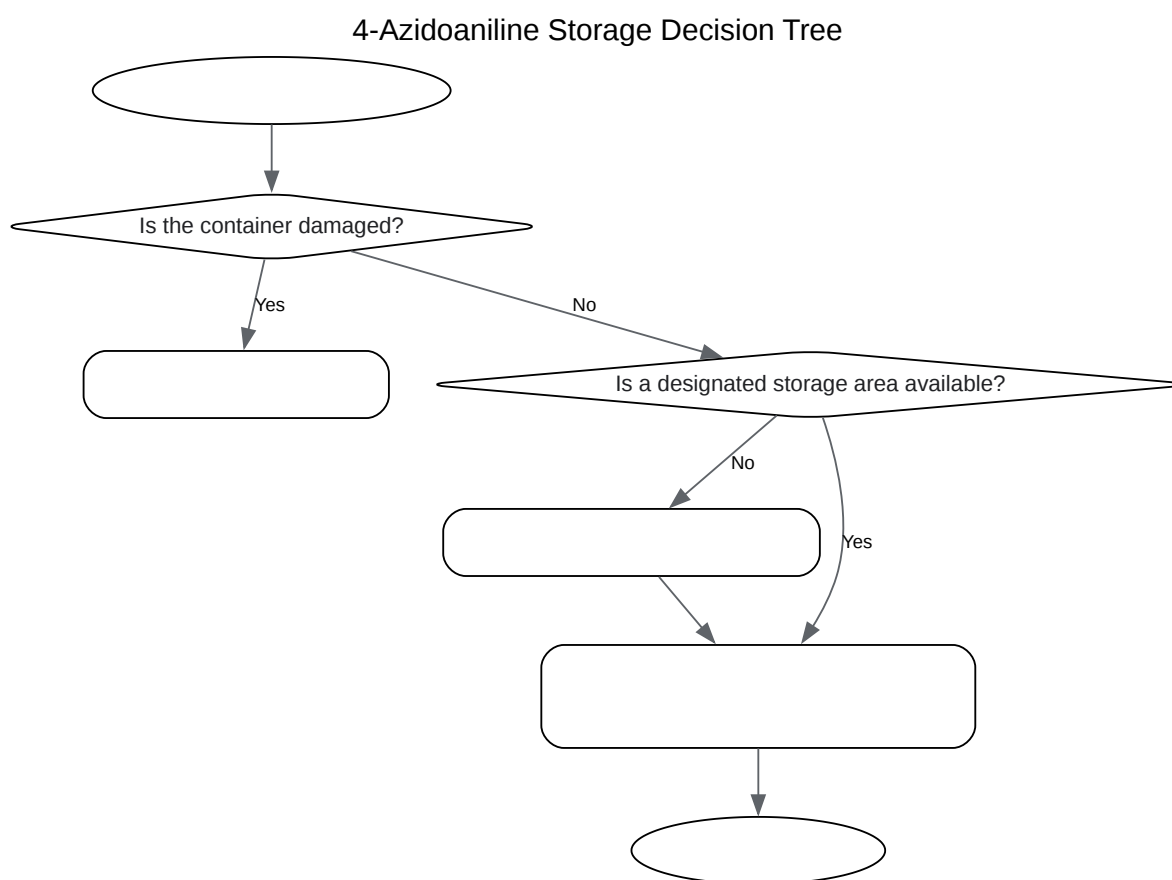 4-Azidoaniline Storage Decision Tree
Is the container damaged?
Yes
No
Is a designated storage area available?
No
Yes